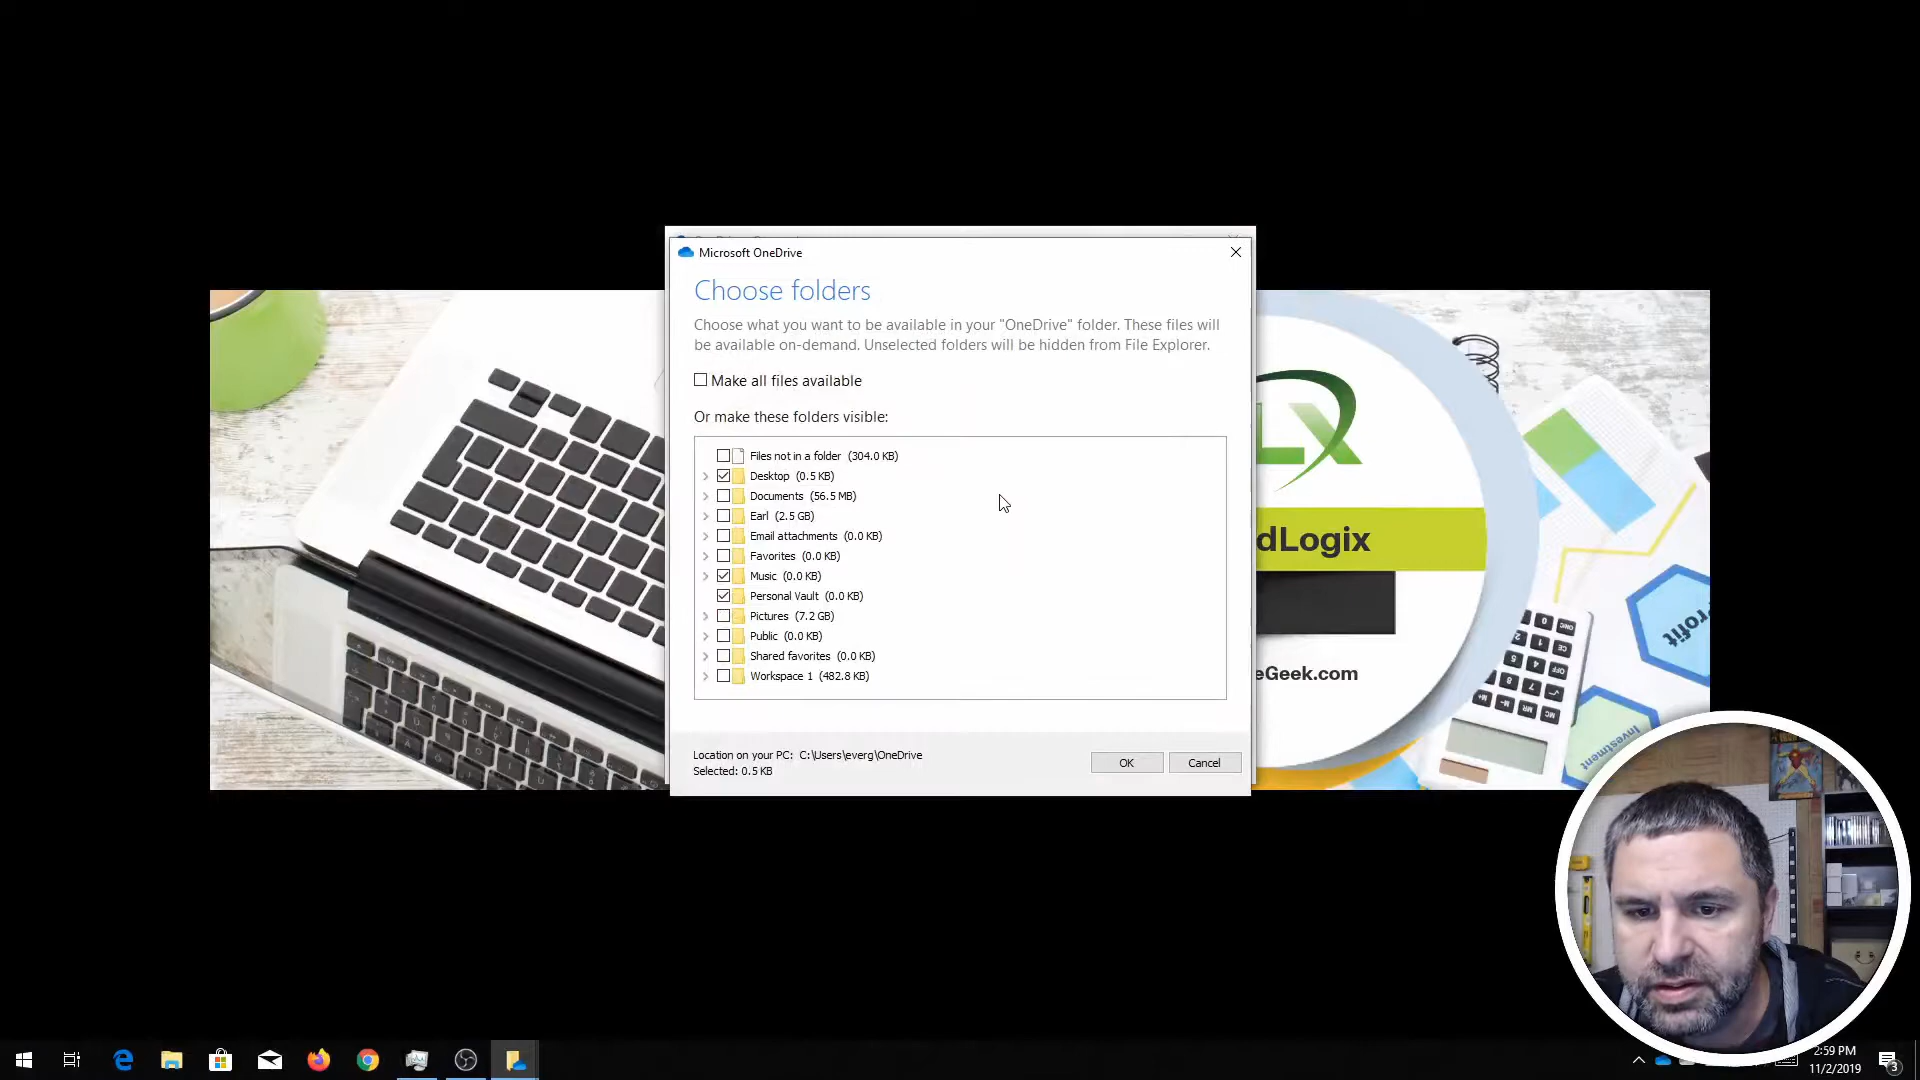 Microsoft OneDrive
Choose folders
Choose what you want to be available in your "OneDrive" folder. These files will
be available on-demand. Unselected folders will be hidden from File Explorer.
Make all files available
Or make these folders visible:
Files not in a folder (304.0 KB)
Desktop (0.5 KB)
Documents (56.5 MB)
Earl (2.5 GB)
Email attachments (0.0 KB)
Favorites (0.0 KB)
Music (0.0 KB)
Personal Vault (0.0 KB)
Pictures (7.2 GB)
Public (0.0 KB)
Shared favorites (0.0 KB)
Workspace 1 (482.8 KB)
Location on your PC: C:\Users\everg\OneDrive
Selected: 0.5 KB
OK
Cancel
LX
dLogix
eGeek.com
Profit
Investment
2:59 PM
11/2/2019
3